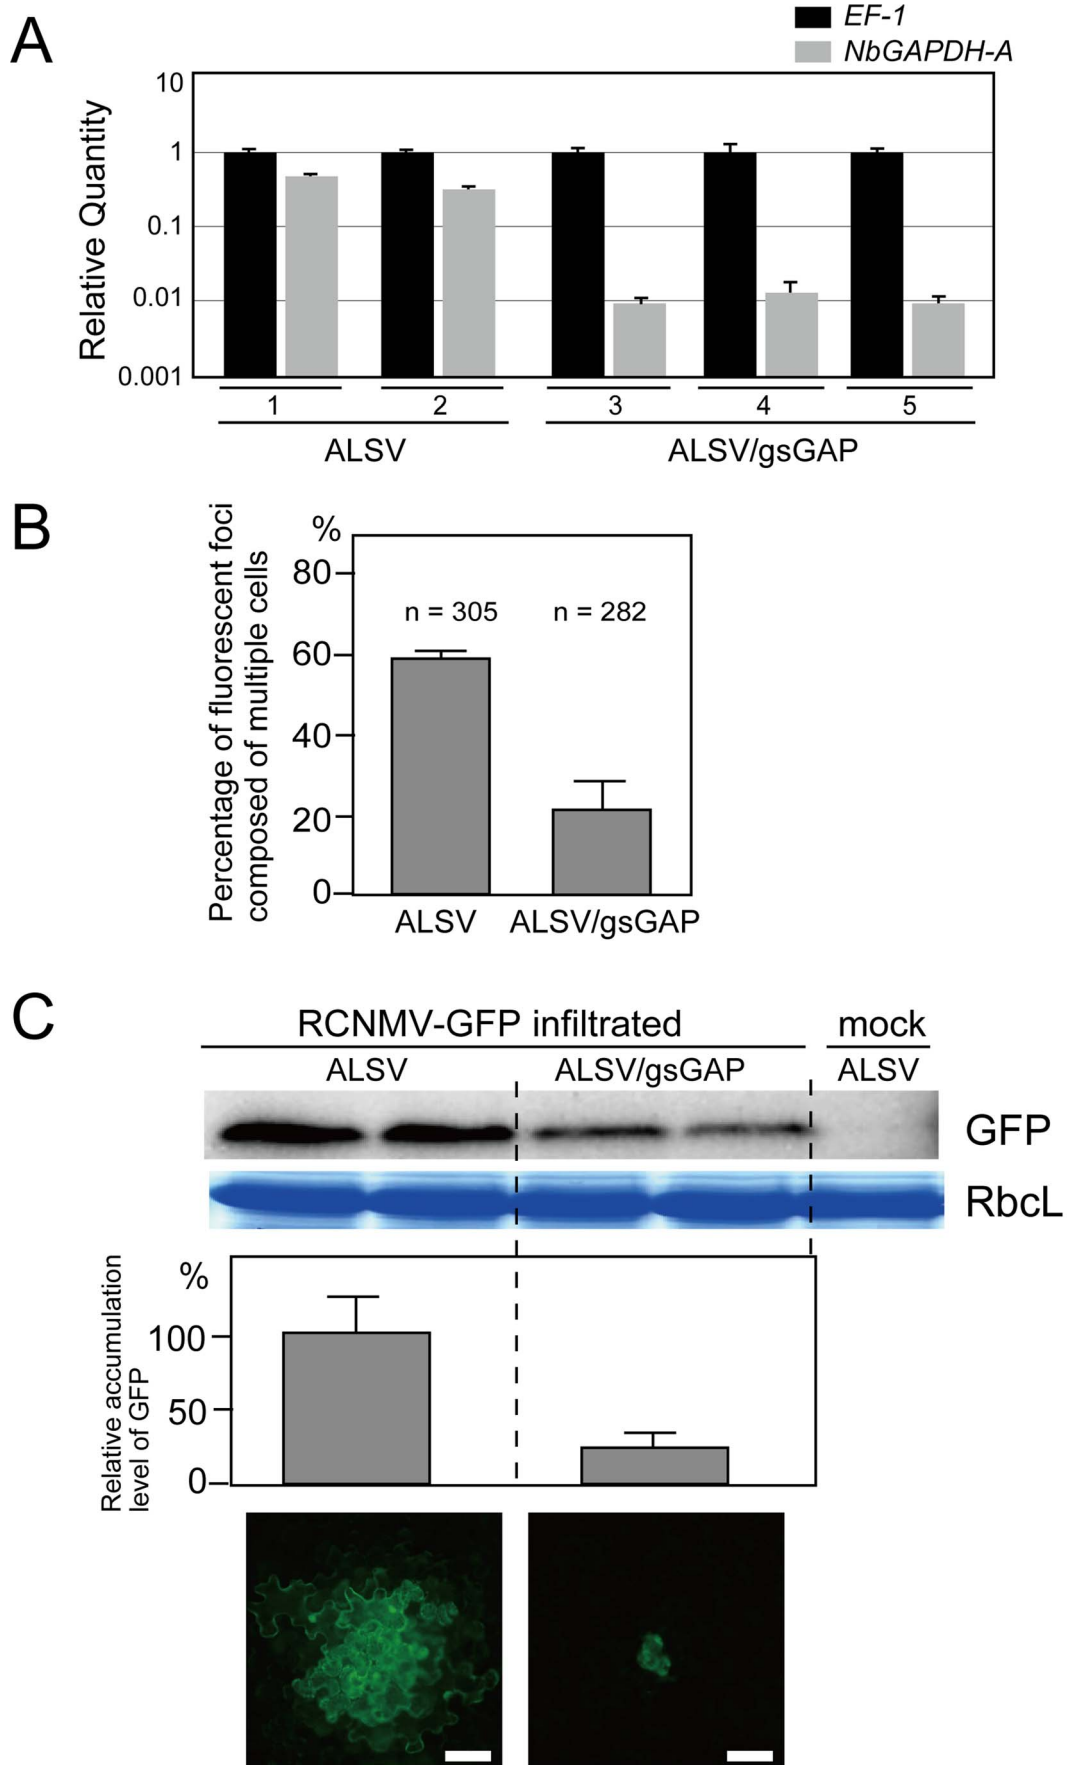 A
EF-1
NbGAPDH-A
Relative Quantity
10
1
0.1
0.01
0.001
1 2 3 4 5
ALSV ALSV/gsGAP
B
Percentage of fluorescent foci
composed of multiple cells
%
80
60
40
20
0
n = 305 n = 282
ALSV ALSV/gsGAP
C
RCNMV-GFP infiltrated mock
ALSV ALSV/gsGAP ALSV
GFP
RbcL
Relative accumulation
level of GFP
%
100
50
0